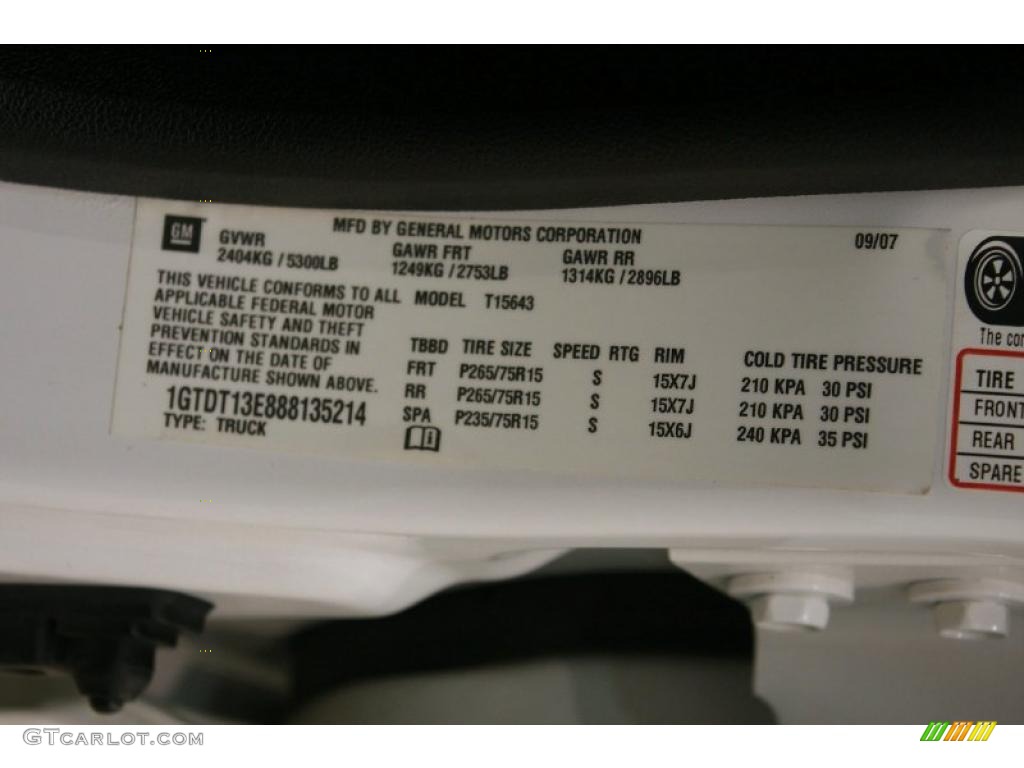 GM
MFD BY GENERAL MOTORS CORPORATION
09/07
GVWR GAWR FRT GAWR RR
2404KG / 5300LB 1249KG / 2753LB 1314KG / 2896LB
THIS VEHICLE CONFORMS TO ALL MODEL T15643
APPLICABLE FEDERAL MOTOR
VEHICLE SAFETY AND THEFT
PREVENTION STANDARDS IN
EFFECT ON THE DATE OF
MANUFACTURE SHOWN ABOVE.
1GTDT13E888135214
TYPE: TRUCK
TBBD TIRE SIZE SPEED RTG RIM COLD TIRE PRESSURE
FRT P265/75R15 S 15X7J 210 KPA 30 PSI
RR P265/75R15 S 15X7J 210 KPA 30 PSI
SPA P235/75R15 S 15X6J 240 KPA 35 PSI
The
TIRE
FRONT
REAR
SPARE
GTCARLOT.COM